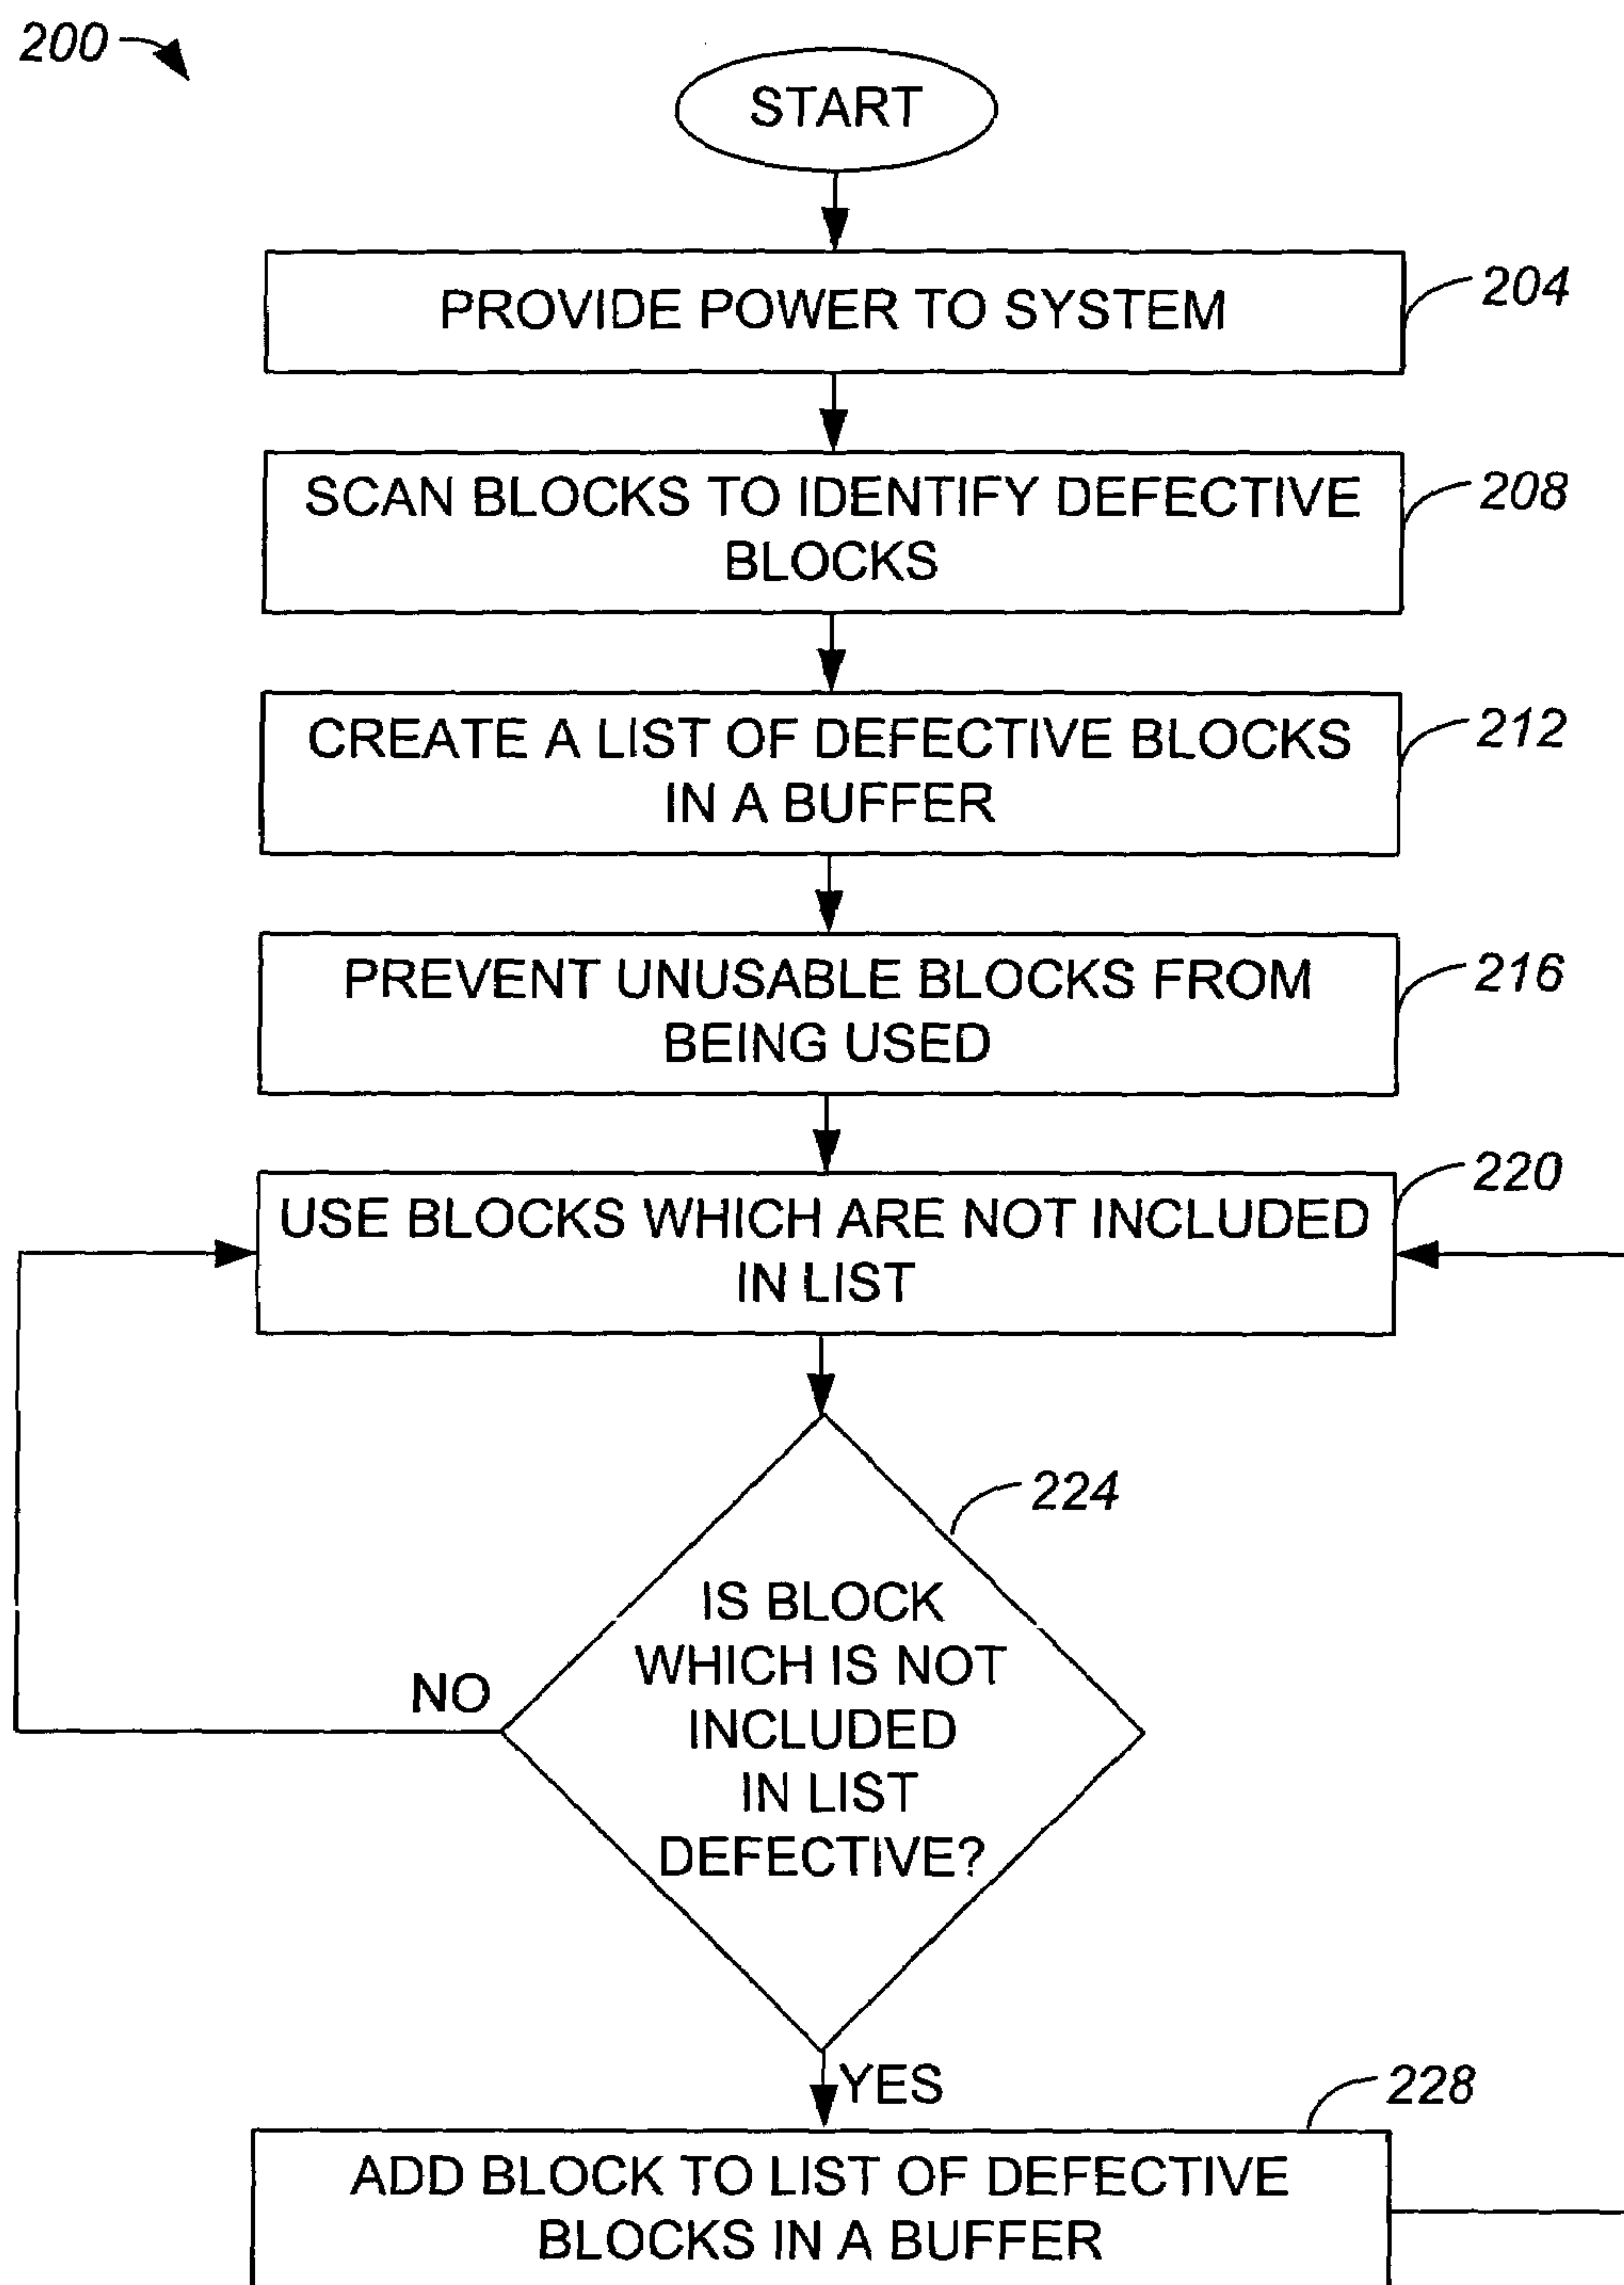 200
START
PROVIDE POWER TO SYSTEM
204
SCAN BLOCKS TO IDENTIFY DEFECTIVE
BLOCKS
208
CREATE A LIST OF DEFECTIVE BLOCKS
IN A BUFFER
212
PREVENT UNUSABLE BLOCKS FROM
BEING USED
216
USE BLOCKS WHICH ARE NOT INCLUDED
IN LIST
220
224
IS BLOCK
WHICH IS NOT
INCLUDED
IN LIST
DEFECTIVE?
NO
YES
228
ADD BLOCK TO LIST OF DEFECTIVE
BLOCKS IN A BUFFER